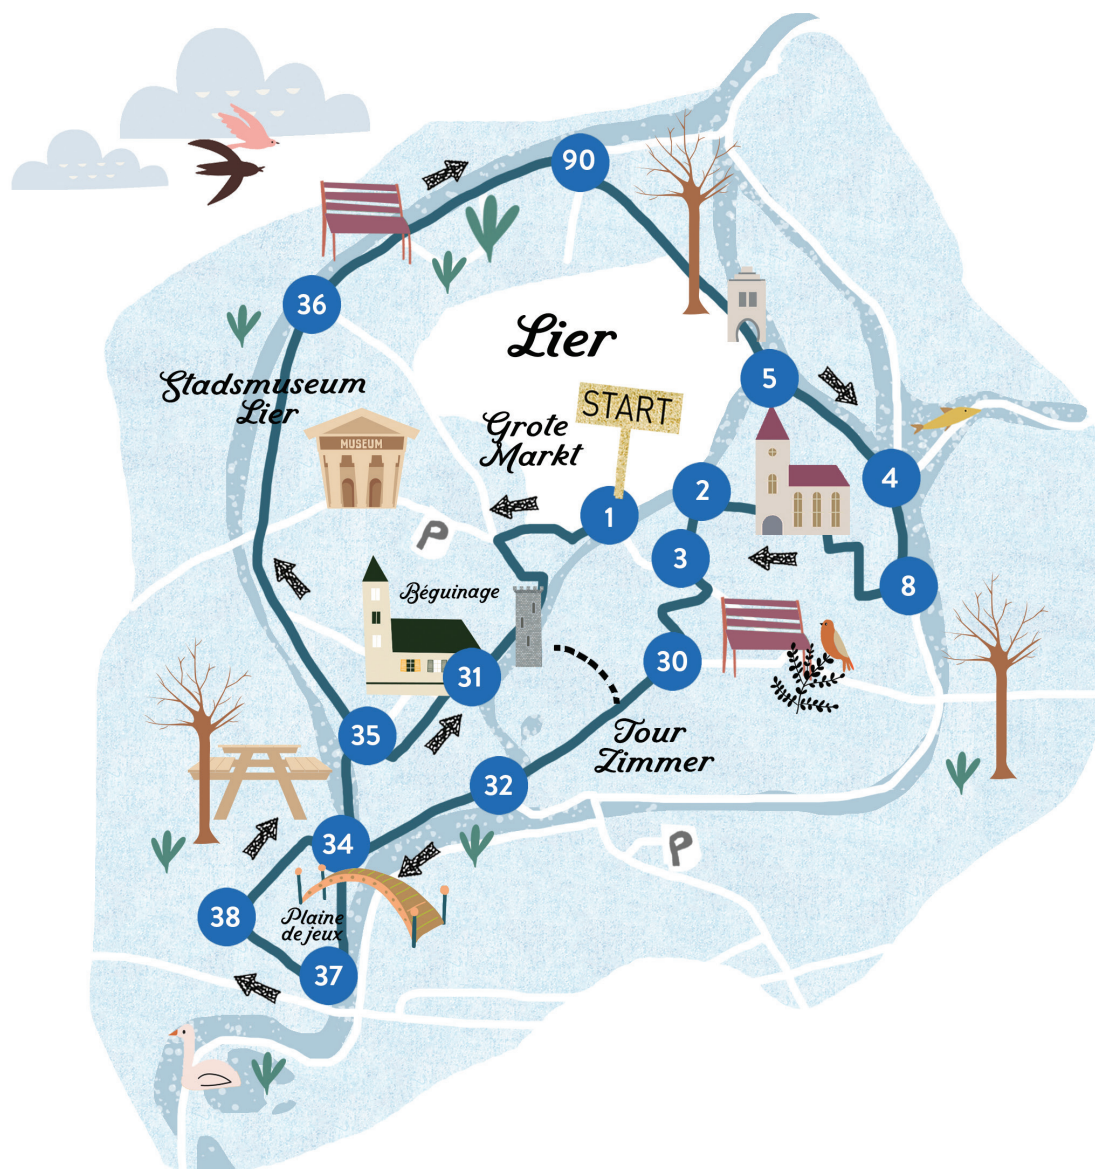 90
36
Lier
5
Stadsmuseum
Lier
START
Grote
Markt
MUSEUM
4
2
1
P
3
8
Béguinage
30
31
35
Tour
Zimmer
32
34
P
38
Plaine
de jeux
37